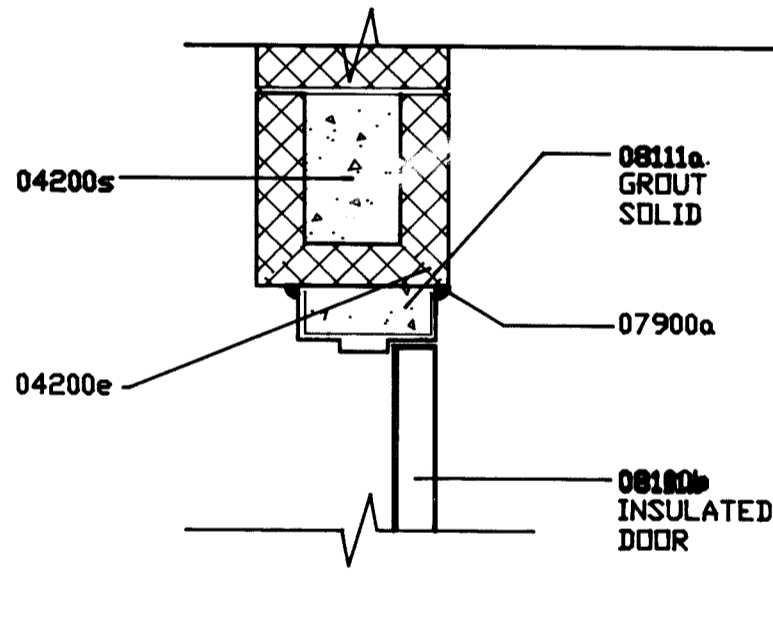 04200s
08111a
GROUT
SOLID
07900a
04200e
INSULATED
DOOR